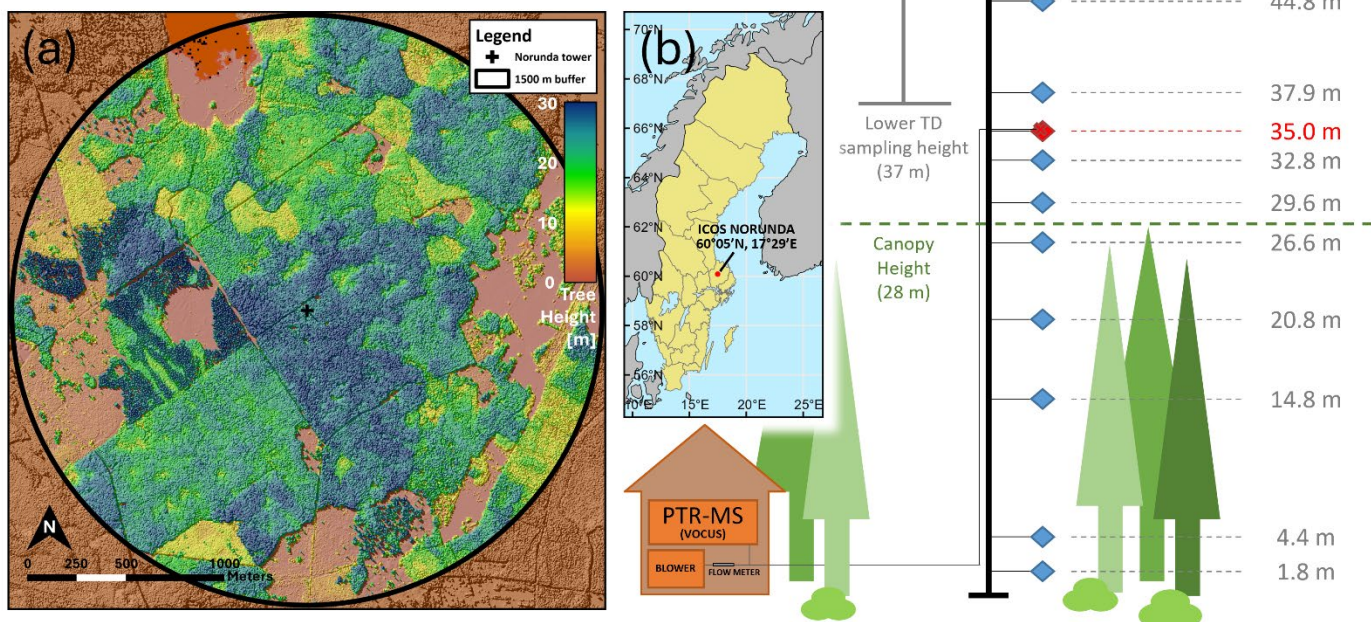 (a)
Legend
Norunda tower
1500 m buffer
30
20
10
0
Tree
Height
[m]
N
0 250 500 1000
Meters
(b)
70°N
68°N
66°N
64°N
62°N
60°N
58°N
56°N
10°E 15°E 20°E 25°E
ICOS NORUNDA
60°05'N, 17°29'E
Lower TD
sampling height
(37 m)
Canopy
Height
(28 m)
44.8 m
37.9 m
35.0 m
32.8 m
29.6 m
26.6 m
20.8 m
14.8 m
4.4 m
1.8 m
PTR-MS
(VOCUS)
BLOWER
FLOW METER